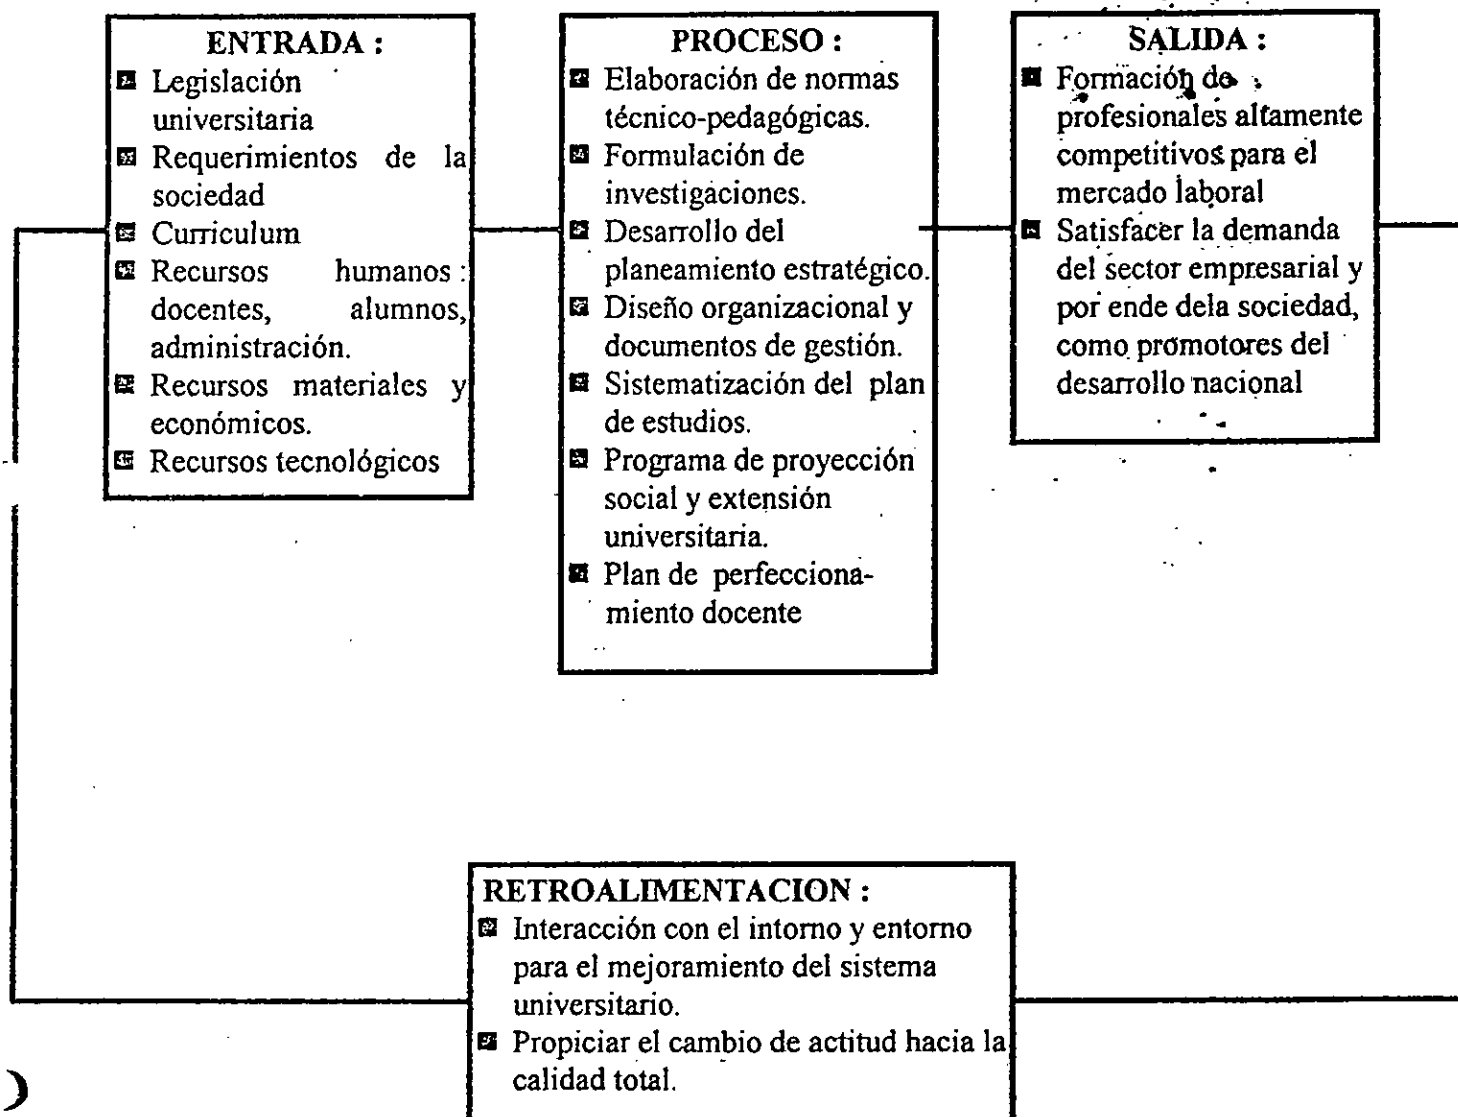 ENTRADA :
Legislación
universitaria
Requerimientos de la
sociedad
Curriculum
Recursos humanos :
docentes, alumnos,
administración.
Recursos materiales y
económicos.
Recursos tecnológicos
PROCESO :
Elaboración de normas
técnico-pedagógicas.
Formulación de
investigaciones.
Desarrollo del
planeamiento estratégico.
Diseño organizacional y
documentos de gestión.
Sistematización del plan
de estudios.
Programa de proyección
social y extensión
universitaria.
Plan de perfecciona-
miento docente
SALIDA :
Formación de
profesionales altamente
competitivos para el
mercado laboral
Satisfacer la demanda
del sector empresarial y
por ende dela sociedad,
como promotores del
desarrollo nacional
RETROALIMENTACION :
Interacción con el intorno y entorno
para el mejoramiento del sistema
universitario.
Propiciar el cambio de actitud hacia la
calidad total.
)